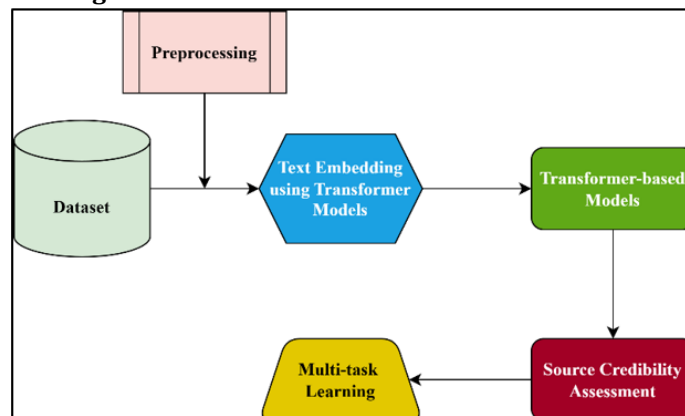 Preprocessing
Dataset
Text Embedding
using Transformer
Models
Transformer-based
Models
Source Credibility
Assessment
Multi-task
Learning